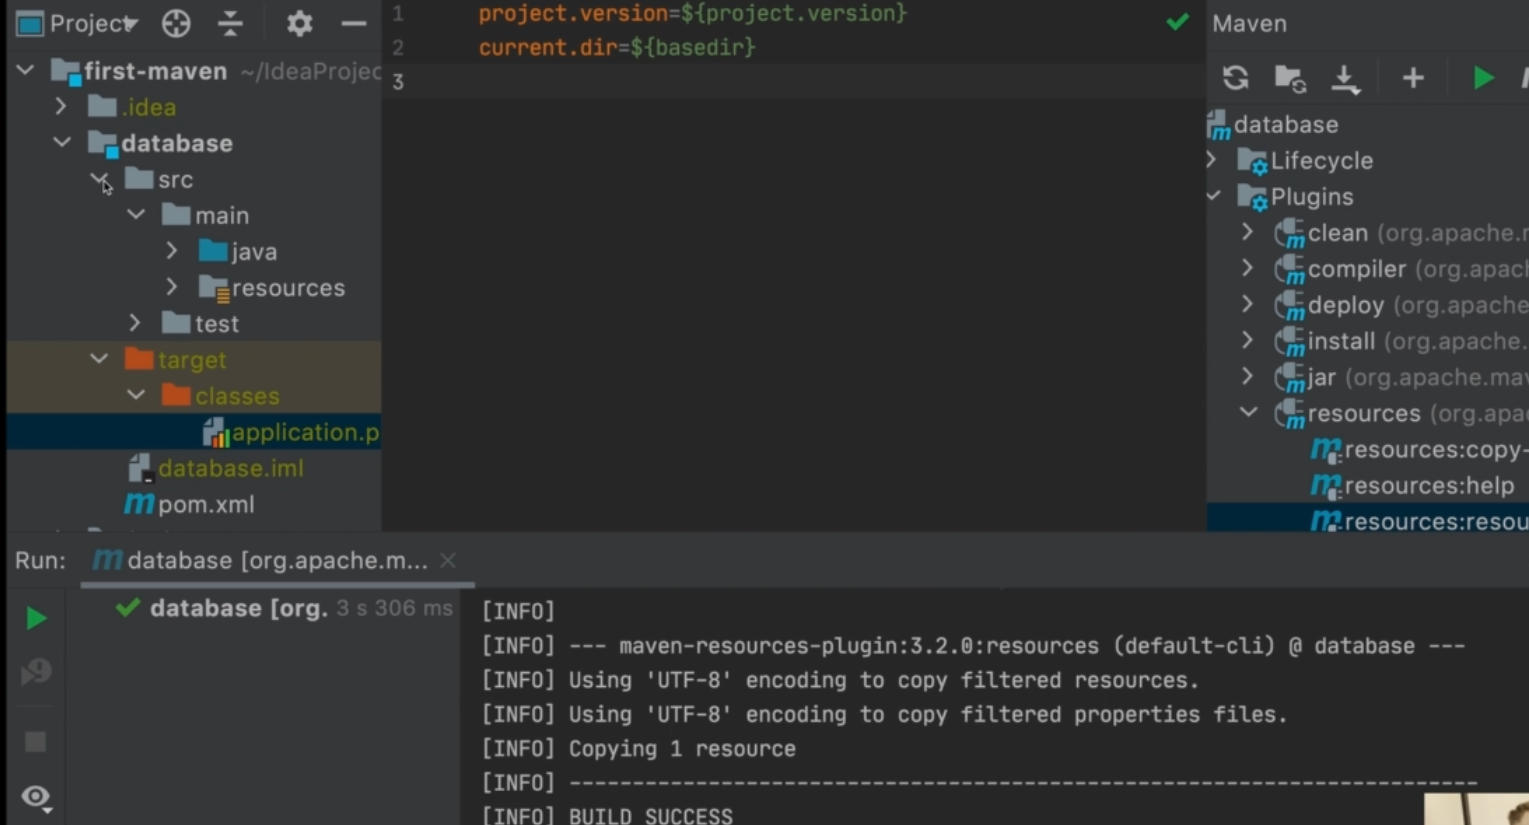 Project
first-maven ~/IdeaProjec
.idea
database
src
main
java
resources
test
target
classes
application.p
database.iml
pom.xml
1 project.version=${project.version}
2 current.dir=${basedir}
3
Maven
database
Lifecycle
Plugins
clean (org.apache.m
compiler (org.apach
deploy (org.apache
install (org.apache.
jar (org.apache.mav
resources (org.apa
resources:copy-
resources:help
resources:resou
Run: database [org.apache.m...
database [org. 3 s 306 ms
[INFO]
[INFO] --- maven-resources-plugin:3.2.0:resources (default-cli) @ database ---
[INFO] Using 'UTF-8' encoding to copy filtered resources.
[INFO] Using 'UTF-8' encoding to copy filtered properties files.
[INFO] Copying 1 resource
[INFO] ------------------------------------------------------------------------
[INFO] BUILD SUCCESS